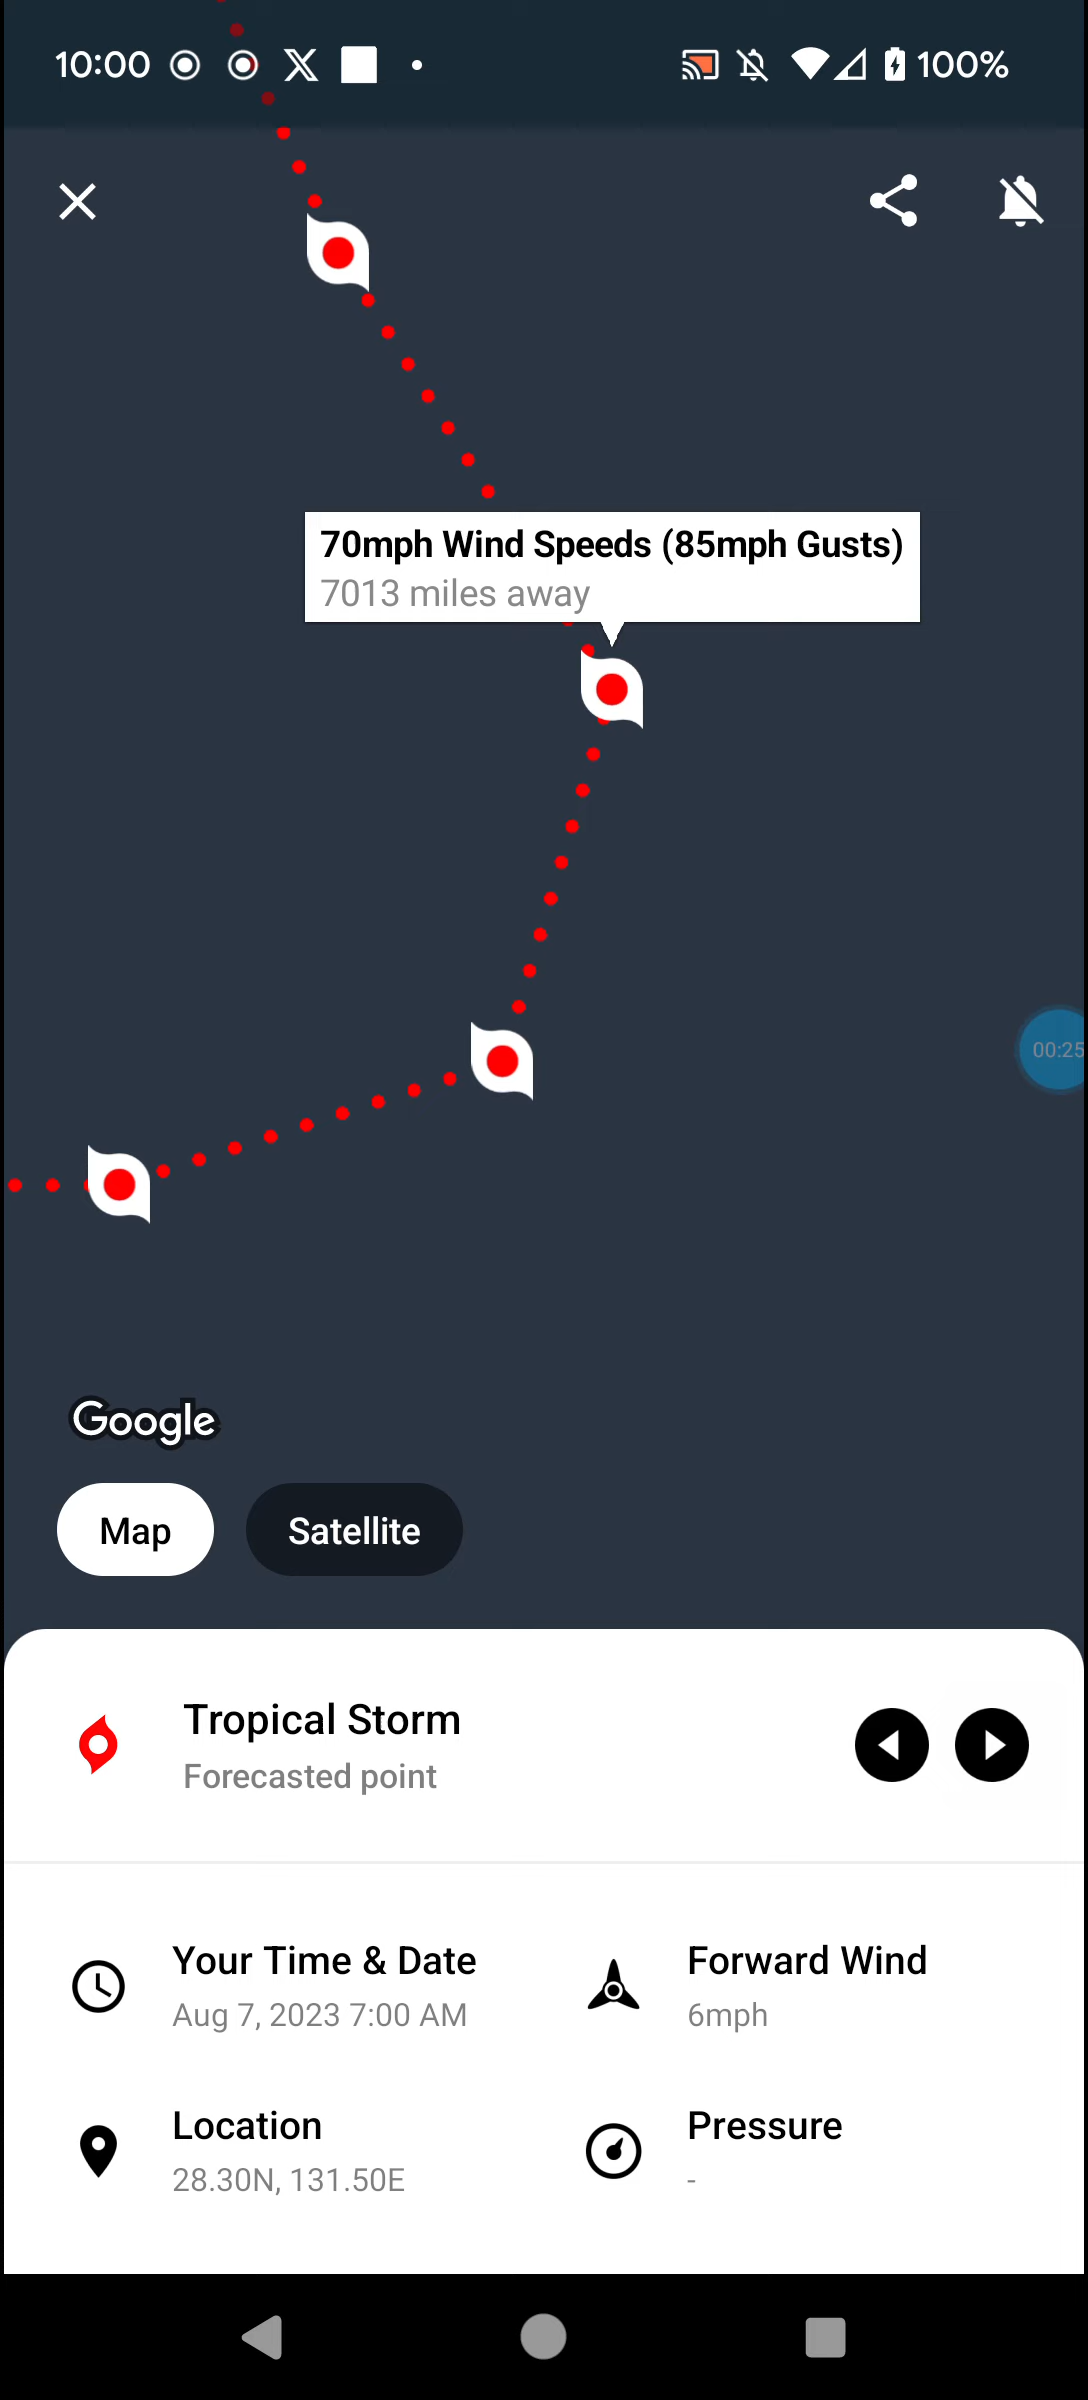 10:00
100%
70mph Wind Speeds (85mph Gusts)
7013 miles away
00:25
Google
Map
Satellite
Tropical Storm
Forecasted point
Your Time & Date
Aug 7, 2023 7:00 AM
Forward Wind
6mph
Location
28.30N, 131.50E
Pressure
-